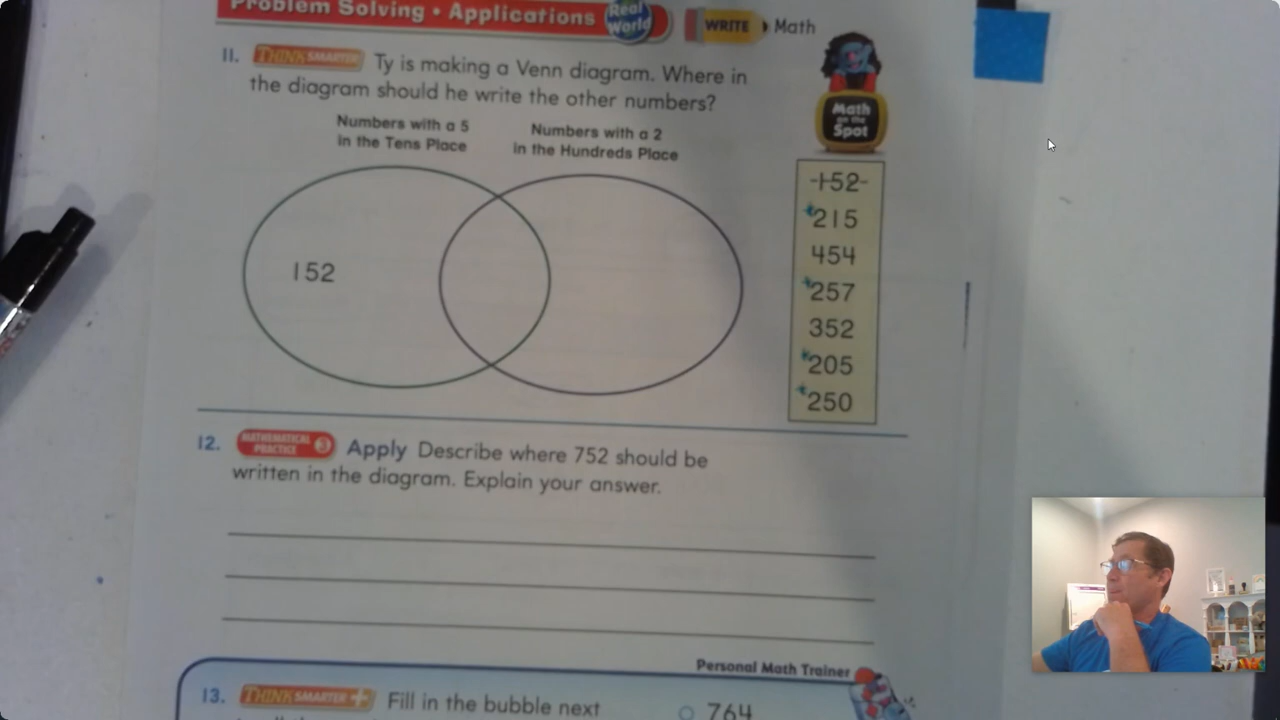 Problem Solving • Applications Real World WRITE Math
11. THINK SMARTER Ty is making a Venn diagram. Where in
the diagram should he write the other numbers?
Math on the Spot
Numbers with a 5
in the Tens Place
Numbers with a 2
in the Hundreds Place
152
152
215
454
257
352
205
250
12. MATHEMATICAL PRACTICE 3 Apply Describe where 752 should be
written in the diagram. Explain your answer.
Personal Math Trainer
13. THINK SMARTER + Fill in the bubble next
764